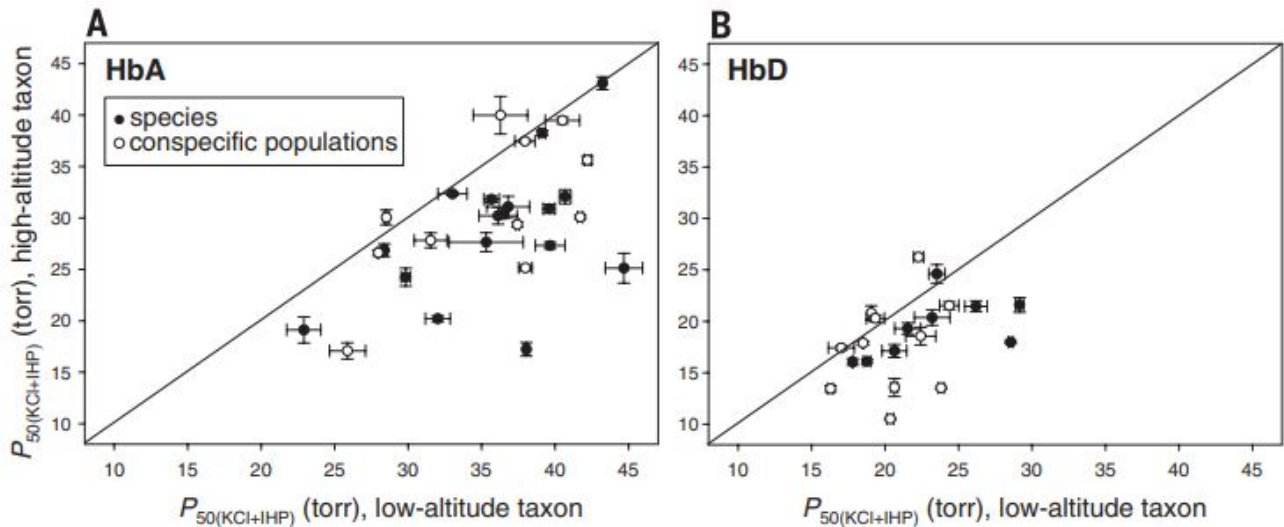 A
B
HbA
HbD
species
conspecific populations
P50(KCl+IHP) (torr), high-altitude taxon
45
40
35
30
25
20
15
10
10 15 20 25 30 35 40 45
P50(KCl+IHP) (torr), low-altitude taxon
45
40
35
30
25
20
15
10
10 15 20 25 30 35 40 45
P50(KCl+IHP) (torr), low-altitude taxon